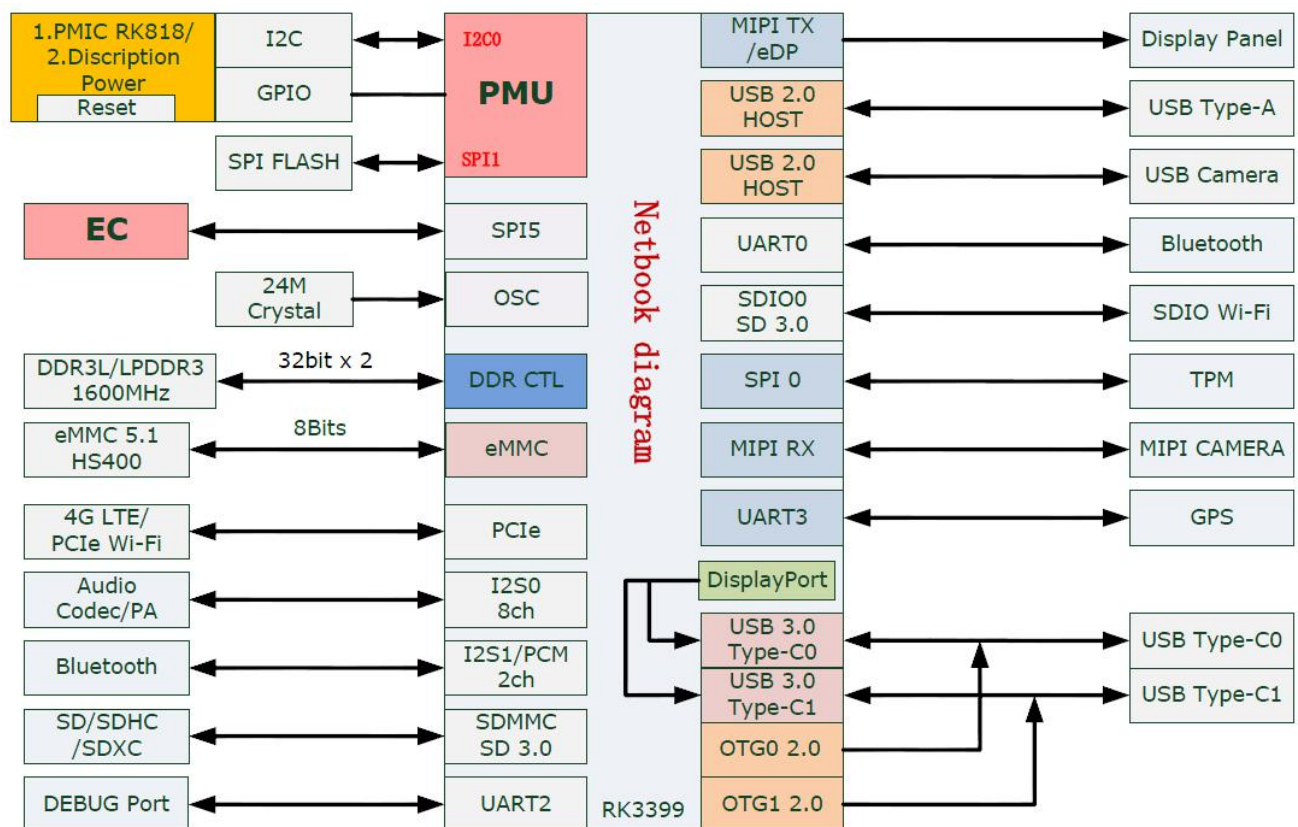 1.PMIC RK818/
2.Discription
Power
Reset
I2C
GPIO
SPI FLASH
EC
24M
Crystal
DDR3L/LPDDR3
1600MHz
32bit x 2
eMMC 5.1
HS400
8Bits
4G LTE/
PCIe Wi-Fi
Audio
Codec/PA
Bluetooth
SD/SDHC
/SDXC
DEBUG Port
I2C0
PMU
SPI1
SPI5
OSC
DDR CTL
eMMC
PCIe
I2S0
8ch
I2S1/PCM
2ch
SDMMC
SD 3.0
UART2
Netbook diagram
RK3399
MIPI TX
/eDP
USB 2.0
HOST
USB 2.0
HOST
UART0
SDIO0
SD 3.0
SPI 0
MIPI RX
UART3
DisplayPort
USB 3.0
Type-C0
USB 3.0
Type-C1
OTG0 2.0
OTG1 2.0
Display Panel
USB Type-A
USB Camera
Bluetooth
SDIO Wi-Fi
TPM
MIPI CAMERA
GPS
USB Type-C0
USB Type-C1